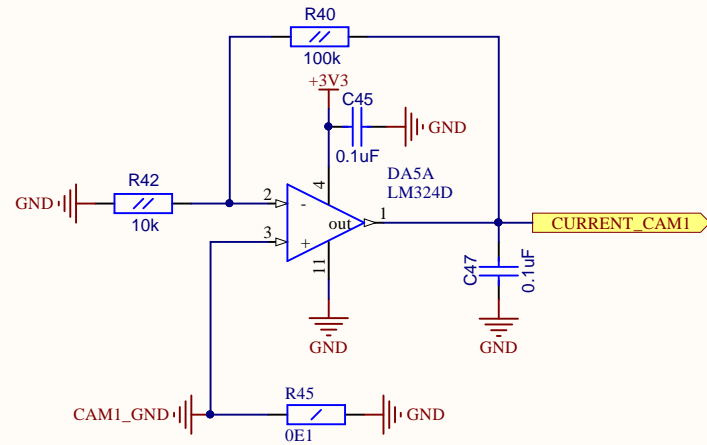 R40
100k
+3V3
C45
GND
0.1uF
DA5A
LM324D
R42
GND
10k
2
-
4
out
1
CURRENT_CAM1
3
+
11
C47
0.1uF
GND
GND
R45
CAM1_GND
GND
0E1